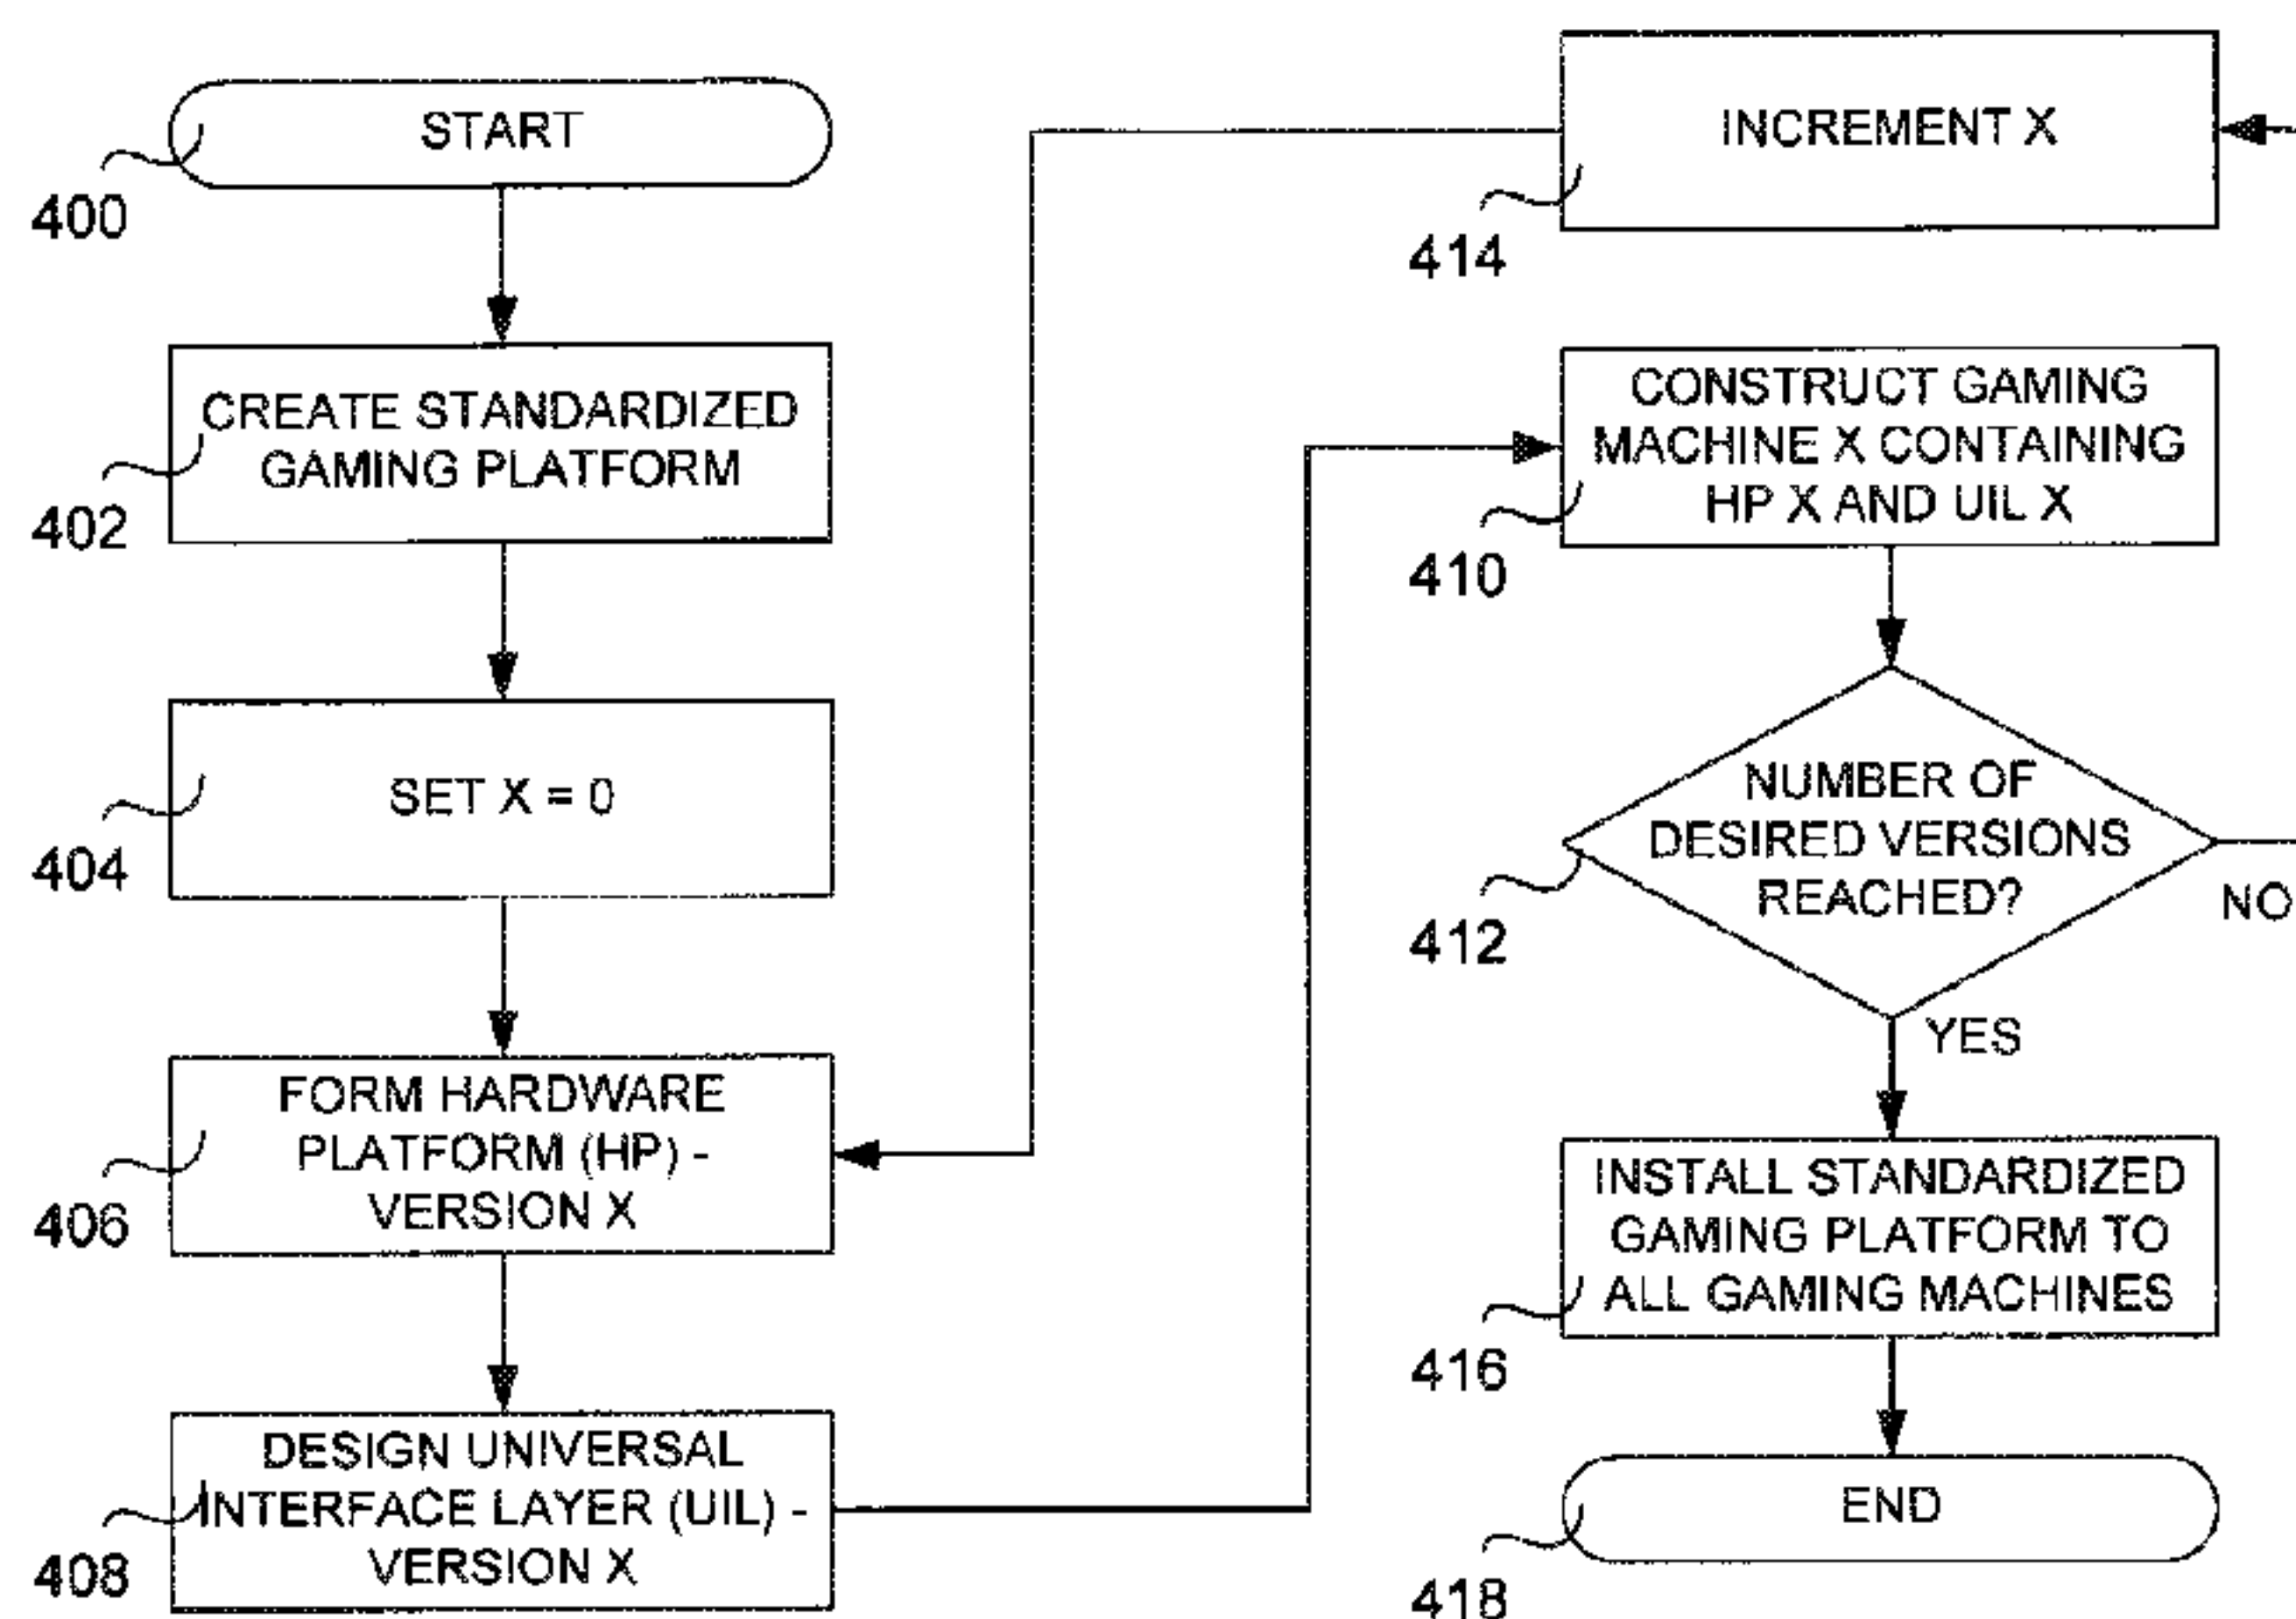 START
400
CREATE STANDARDIZED
GAMING PLATFORM
402
SET X = 0
404
FORM HARDWARE
PLATFORM (HP) -
VERSION X
406
DESIGN UNIVERSAL
INTERFACE LAYER (UIL) -
VERSION X
408
INCREMENT X
414
CONSTRUCT GAMING
MACHINE X CONTAINING
HP X AND UIL X
410
NUMBER OF
DESIRED VERSIONS
REACHED?
412
NO
YES
INSTALL STANDARDIZED
GAMING PLATFORM TO
ALL GAMING MACHINES
416
END
418